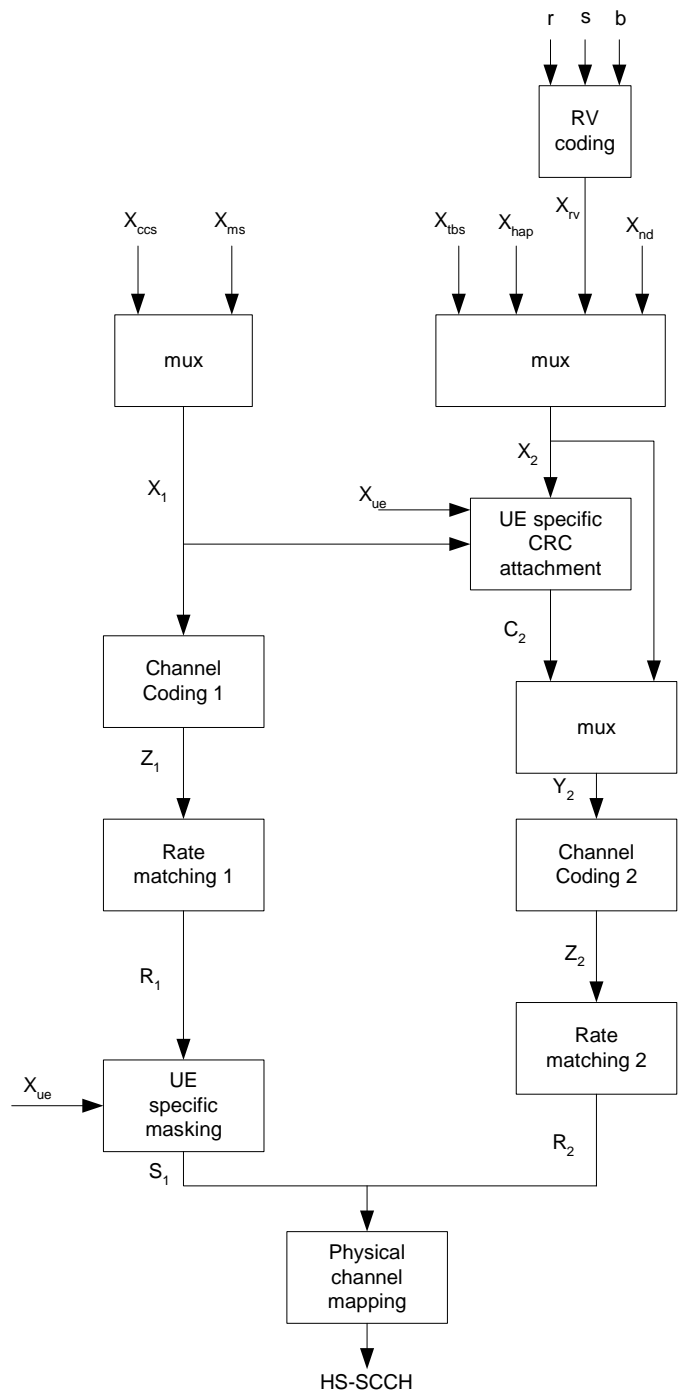 r s b
RV
coding
X_ccs X_ms X_tbs X_hap X_rv X_nd
mux mux
X_1 X_2
X_ue
UE specific
CRC
attachment
C_2
Channel
Coding 1
mux
Z_1 Y_2
Rate
matching 1
Channel
Coding 2
R_1 Z_2
Rate
matching 2
X_ue
UE
specific
masking
S_1 R_2
Physical
channel
mapping
HS-SCCH